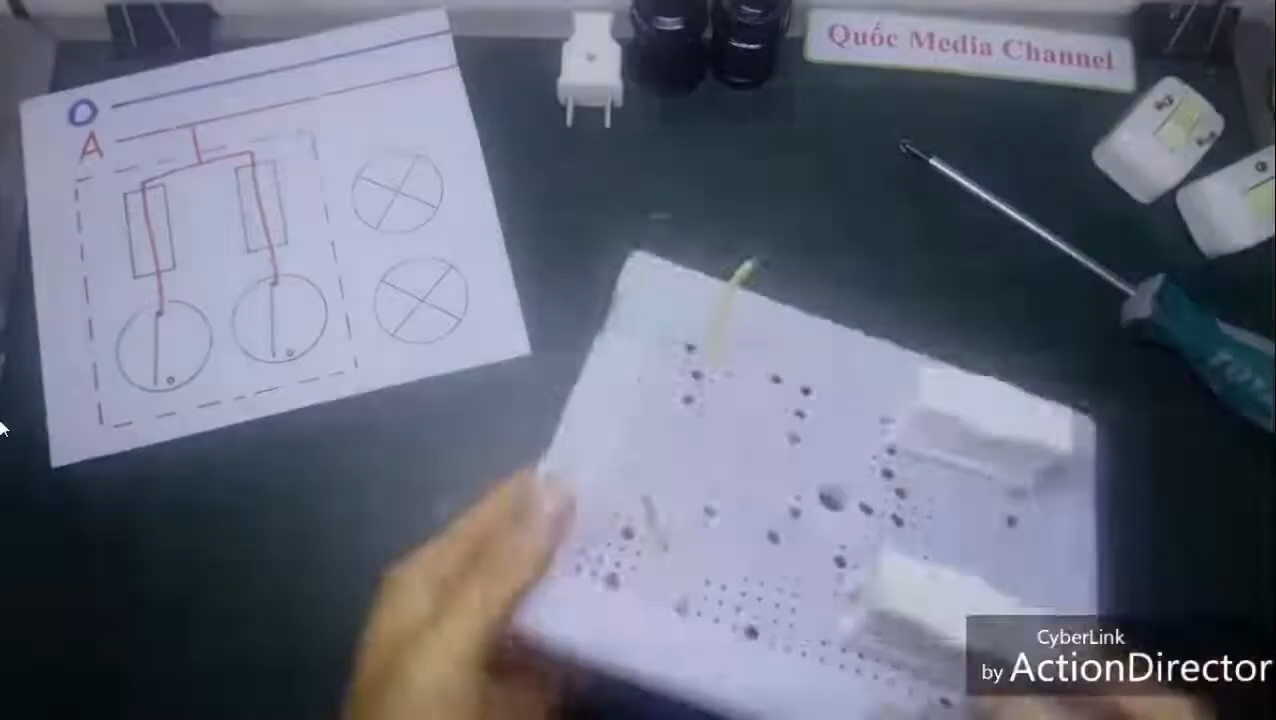 Quốc Media Channel
O
A
CyberLink
by ActionDirector